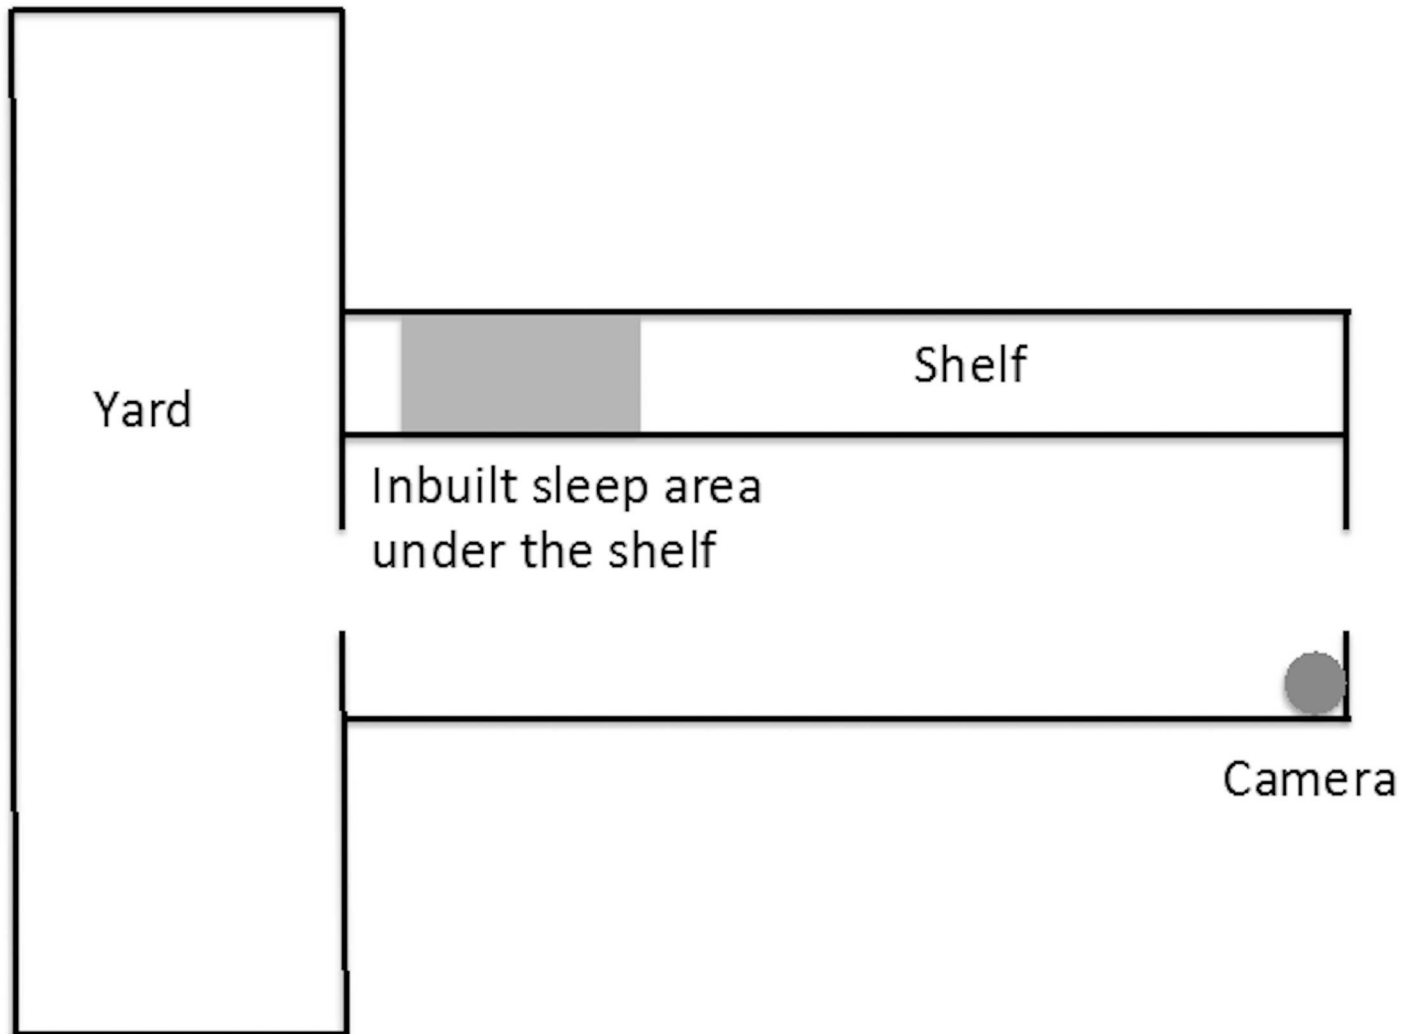 Shelf
Yard
Inbuilt sleep area
under the shelf
Camera